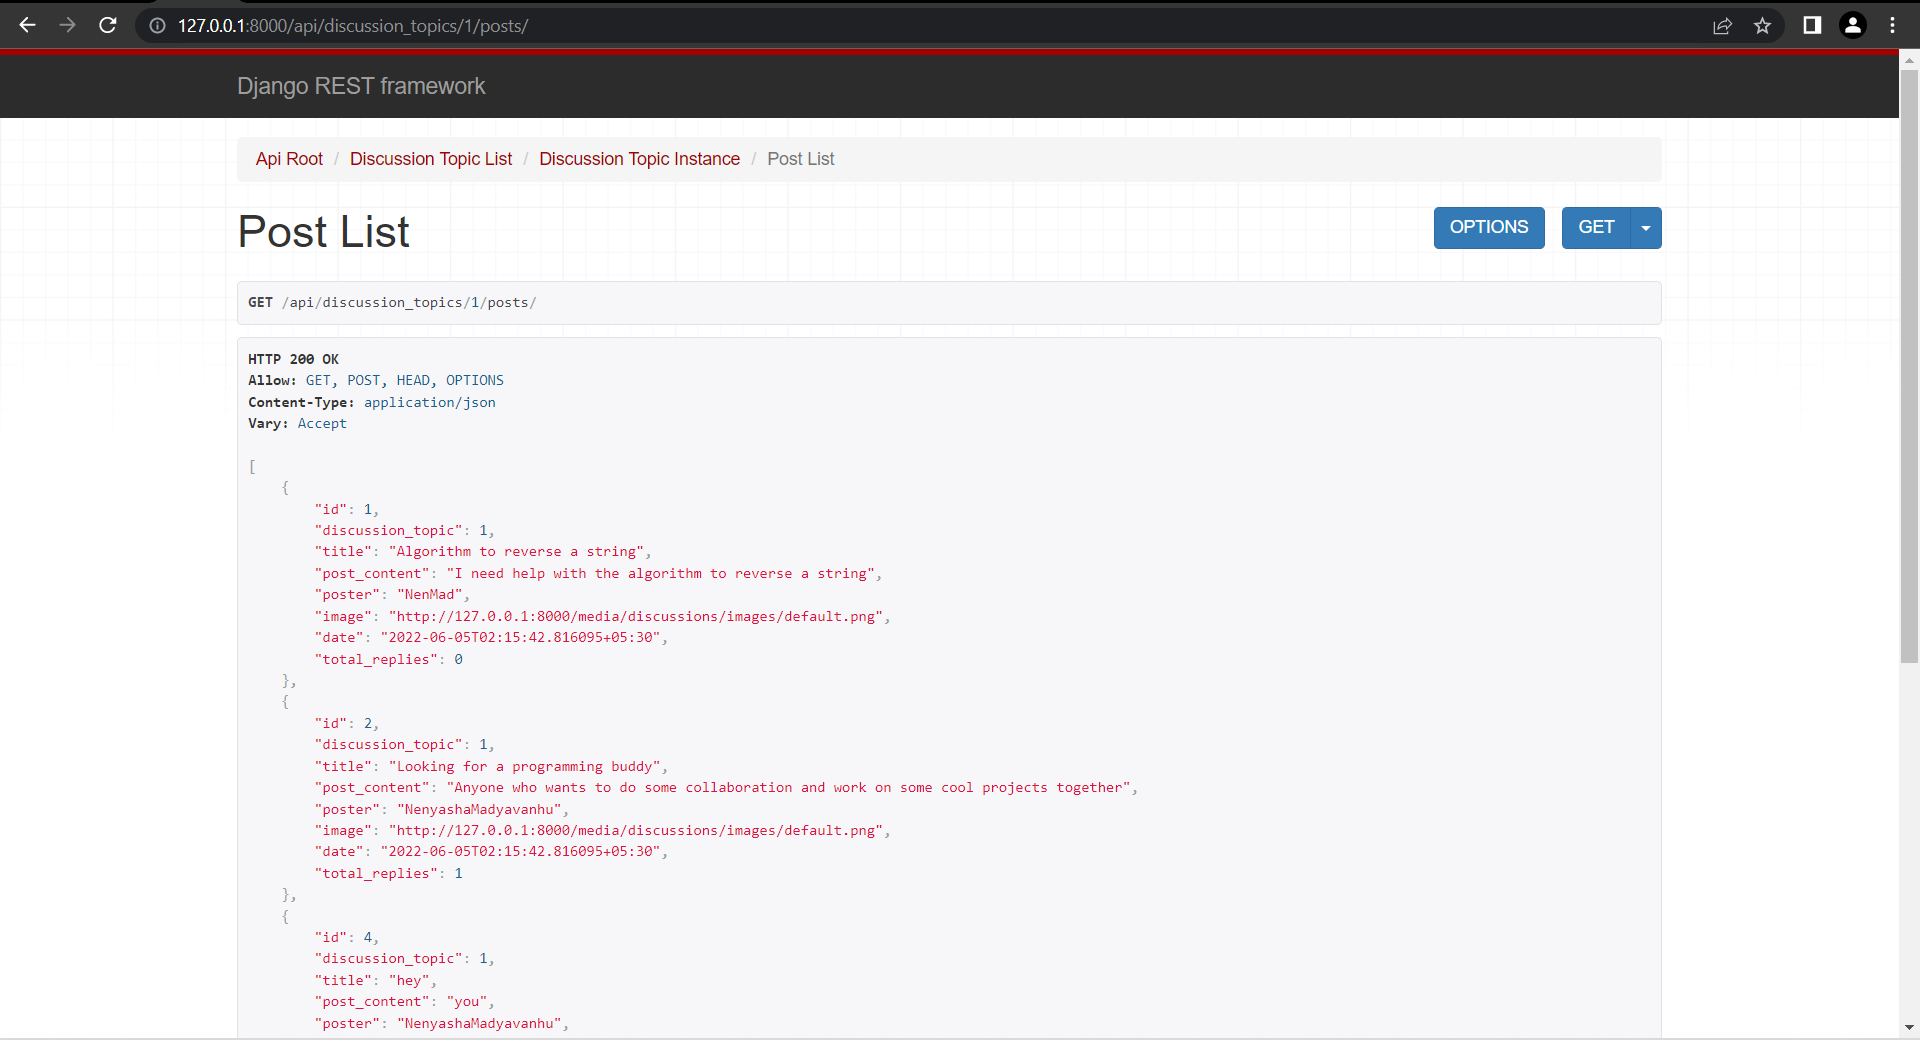 127.0.0.1:8000/api/discussion_topics/1/posts/
Django REST framework
Api Root / Discussion Topic List / Discussion Topic Instance / Post List
Post List
OPTIONS
GET
GET /api/discussion_topics/1/posts/
HTTP 200 OK
Allow: GET, POST, HEAD, OPTIONS
Content-Type: application/json
Vary: Accept
[
{
"id": 1,
"discussion_topic": 1,
"title": "Algorithm to reverse a string",
"post_content": "I need help with the algorithm to reverse a string",
"poster": "NenMad",
"image": "http://127.0.0.1:8000/media/discussions/images/default.png",
"date": "2022-06-05T02:15:42.816095+05:30",
"total_replies": 0
},
{
"id": 2,
"discussion_topic": 1,
"title": "Looking for a programming buddy",
"post_content": "Anyone who wants to do some collaboration and work on some cool projects together",
"poster": "NenyashaMadyavanhu",
"image": "http://127.0.0.1:8000/media/discussions/images/default.png",
"date": "2022-06-05T02:15:42.816095+05:30",
"total_replies": 1
},
{
"id": 4,
"discussion_topic": 1,
"title": "hey",
"post_content": "you",
"poster": "NenyashaMadyavanhu",